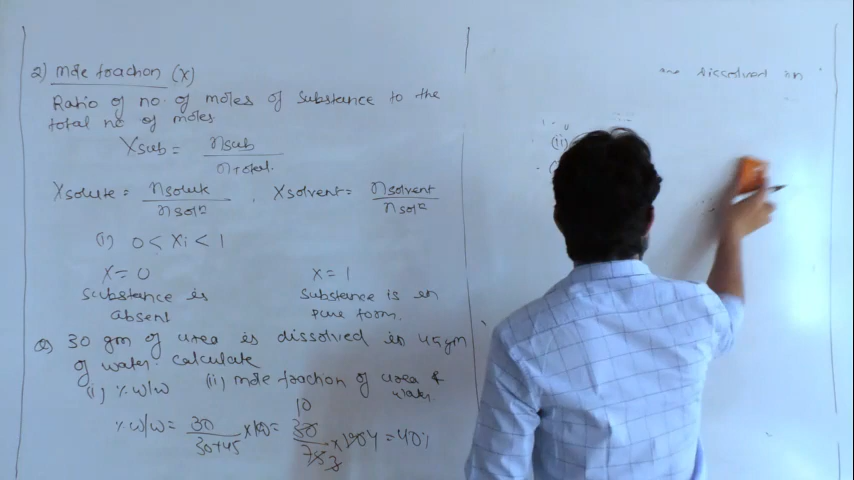 2) Mole fraction (x)
Ratio of no. of moles of substance to the
total no of moles
Xsub = nsub / nTotal.
Xsolute = nsolute / nsolⁿ , Xsolvent = nsolvent / nsolⁿ
(i) 0 < Xi < 1
x = 0 x = 1
Substance is Substance is in
absent pure form.
Q) 30 gm of urea is dissolved in 45 gm
of water. calculate
(i) % w/w (ii) mole fraction of urea &
water.
% w/w = 30 / 30+45 x 100 = 30 / 75 x 100 = 40%
are dissolved in
(ii)